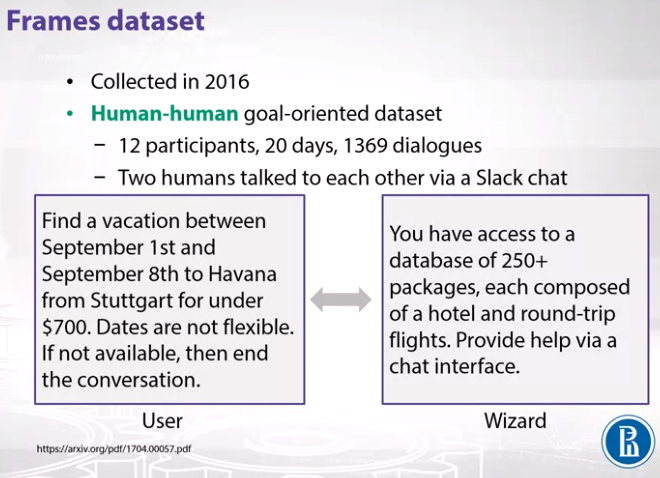 Frames dataset
• Collected in 2016
• Human-human goal-oriented dataset
– 12 participants, 20 days, 1369 dialogues
– Two humans talked to each other via a Slack chat
Find a vacation between
September 1st and
September 8th to Havana
from Stuttgart for under
$700. Dates are not flexible.
If not available, then end
the conversation.
You have access to a
database of 250+
packages, each composed
of a hotel and round-trip
flights. Provide help via a
chat interface.
User
Wizard
https://arxiv.org/pdf/1704.00057.pdf